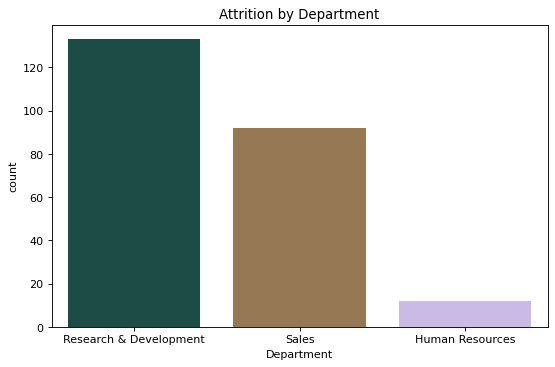 Attrition by Department
count
120
100
80
60
40
20
0
Research & Development
Sales
Human Resources
Department